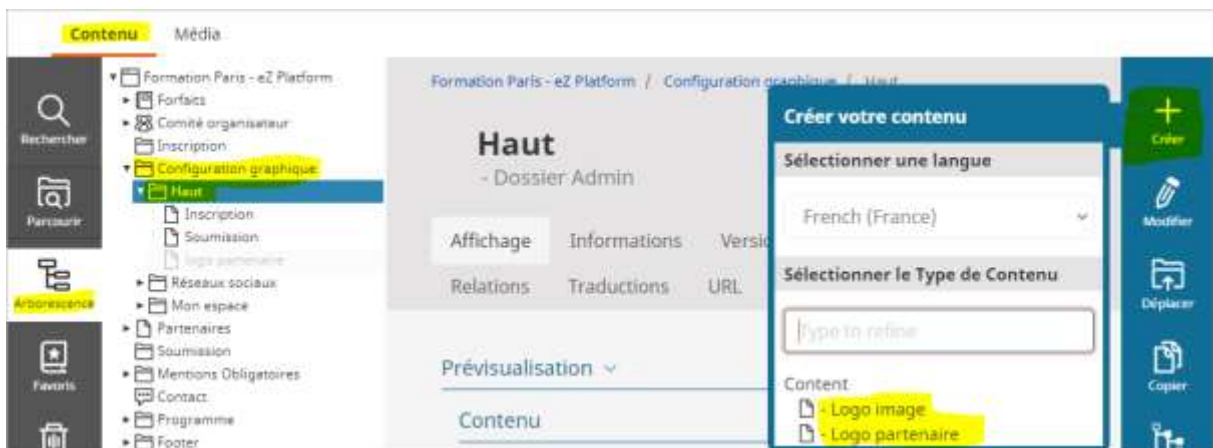 Contenu Média
Rechercher
Parcourir
Arborescence
Favoris
Formation Paris - eZ Platform
Forfaits
Comité organisateur
Inscription
Configuration graphique
Haut
Inscription
Soumission
logo partenaire
Réseaux sociaux
Mon espace
Partenaires
Soumission
Mentions Obligatoires
Contact
Programme
Footer
Formation Paris - eZ Platform / Configuration graphique / Haut
Haut
- Dossier Admin
Affichage Informations
Relations Traductions URL
Prévisualisation
Contenu
Créer votre contenu
Sélectionner une langue
French (France)
Sélectionner le Type de Contenu
Type to refine
Content
- Logo image
- Logo partenaire
Créer
Modifier
Déplacer
Copier